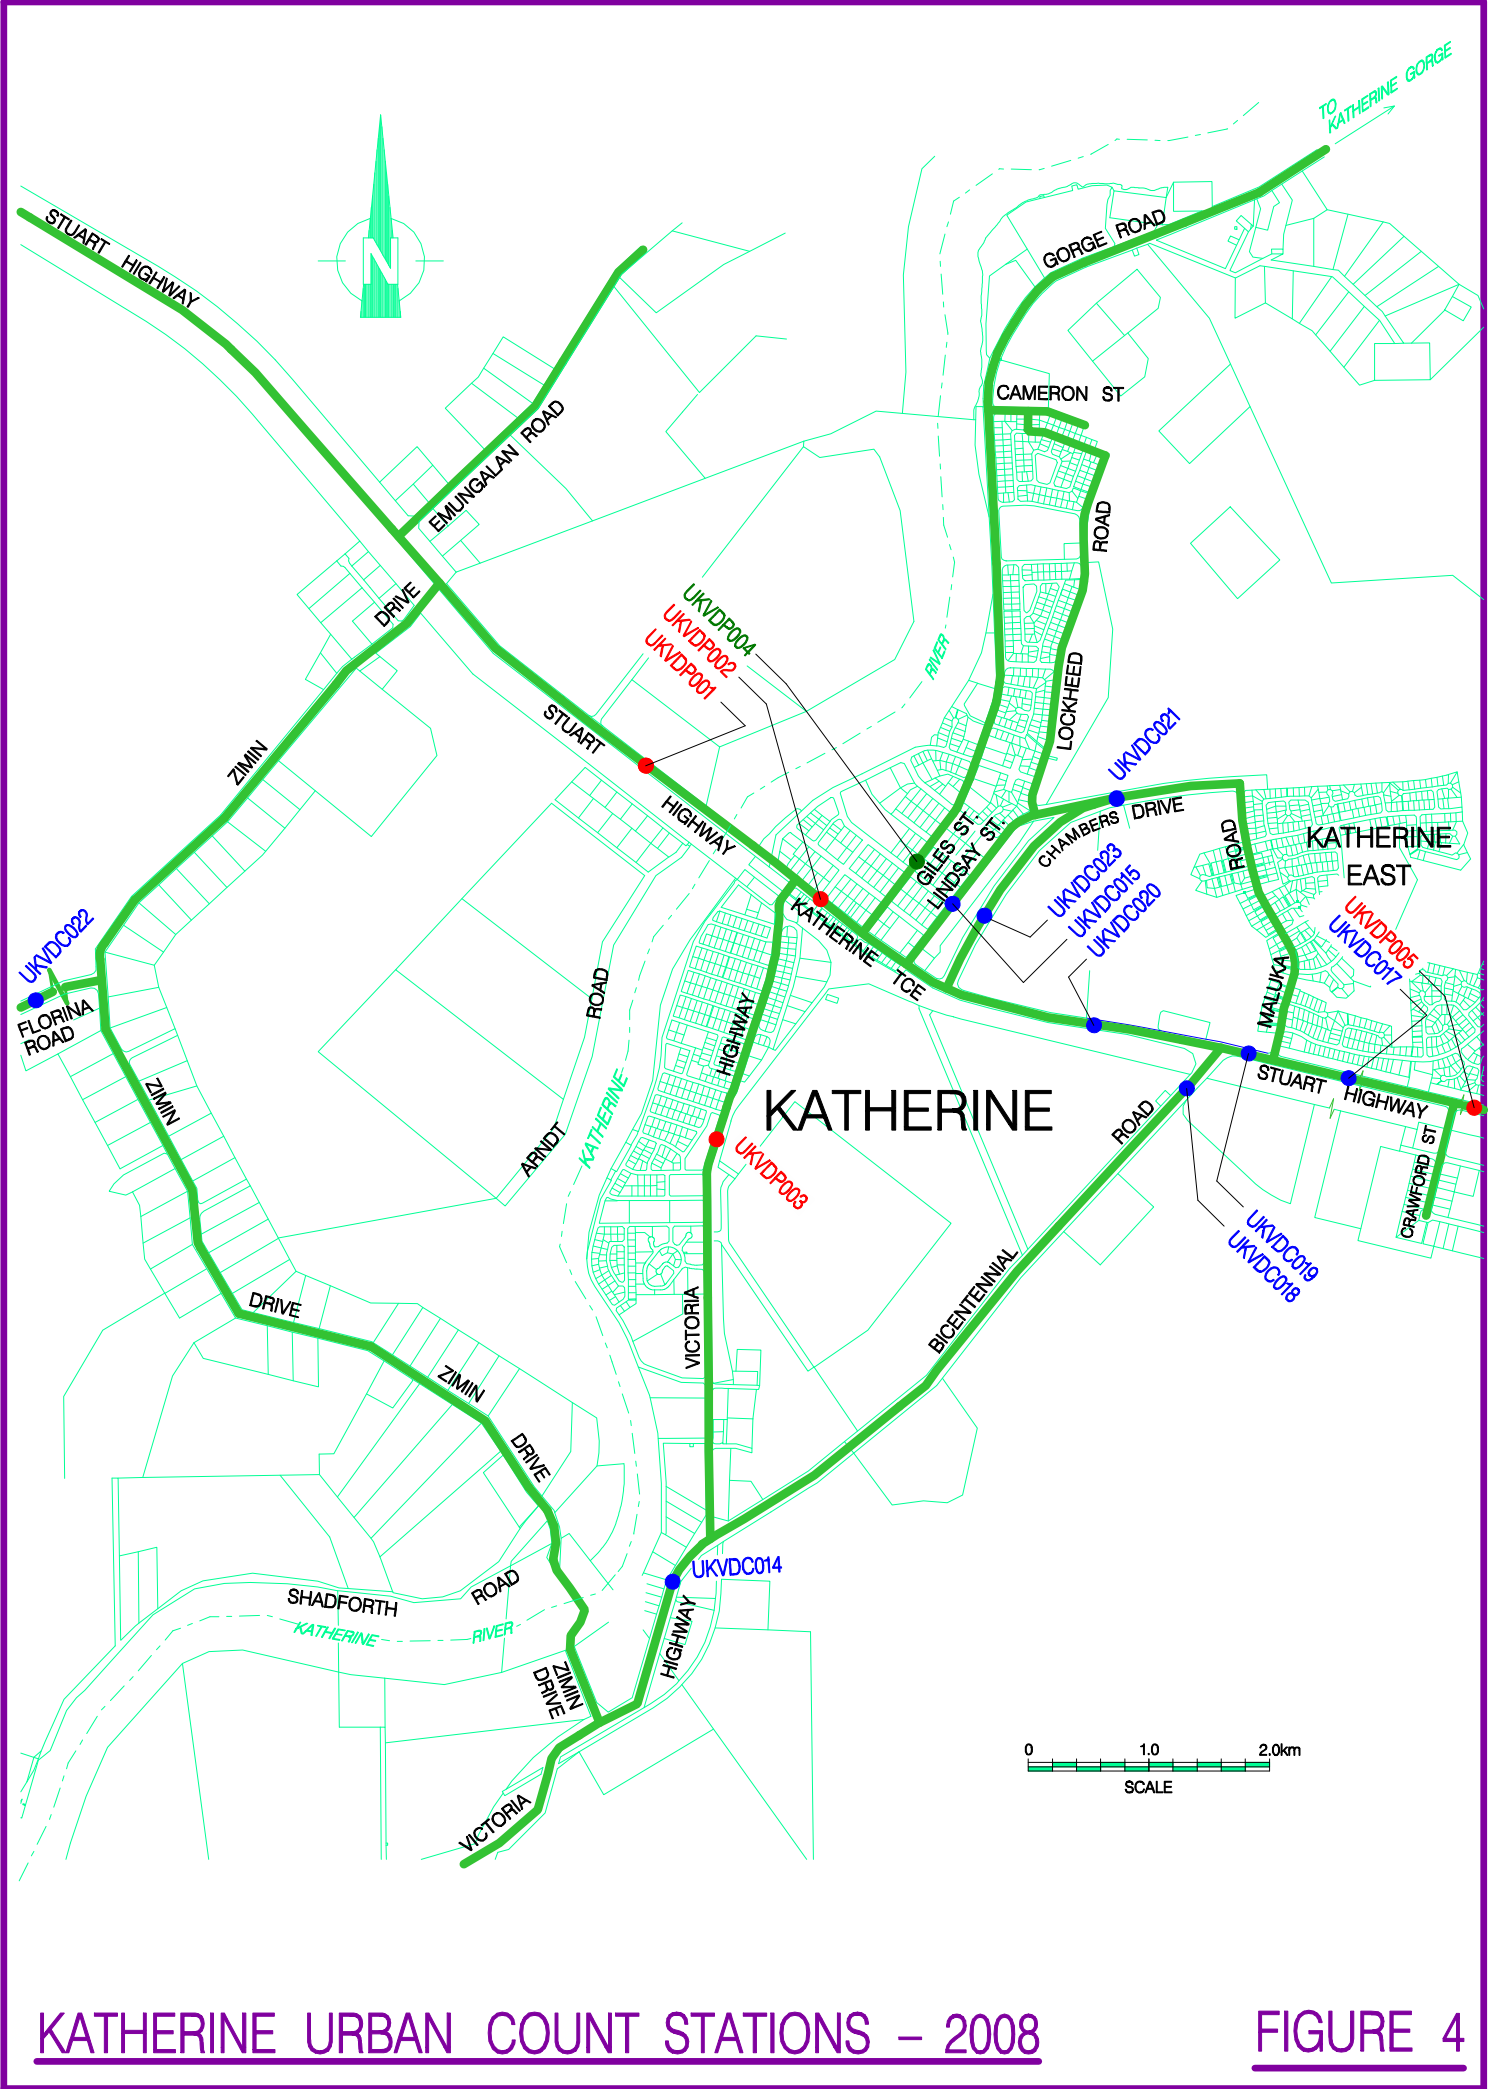 TO
KATHERINE GORGE
STUART HIGHWAY
N
GORGE ROAD
CAMERON ST
EMUNGALAN ROAD
ROAD
DRIVE
UKVDP004
UKVDP002
UKVDP001
RIVER
LOCKHEED
STUART
ZIMIN
UKVDC021
HIGHWAY
GILES ST.
LINDSAY ST.
CHAMBERS DRIVE
ROAD
KATHERINE
EAST
UKVDC023
UKVDC015
UKVDC020
UKVDP005
UKVDC017
UKVDC022
KATHERINE TCE
MALUKA
FLORINA
ROAD
ROAD
HIGHWAY
ZIMIN
KATHERINE
KATHERINE
STUART HIGHWAY
ROAD
ARNDT
UKVDP003
CRAWFORD ST
UKVDC019
UKVDC018
DRIVE
VICTORIA
BICENTENNIAL
ZIMIN
DRIVE
UKVDC014
SHADFORTH ROAD
KATHERINE RIVER
HIGHWAY
ZIMIN
DRIVE
VICTORIA
0 1.0 2.0km
SCALE
KATHERINE URBAN COUNT STATIONS – 2008
FIGURE 4